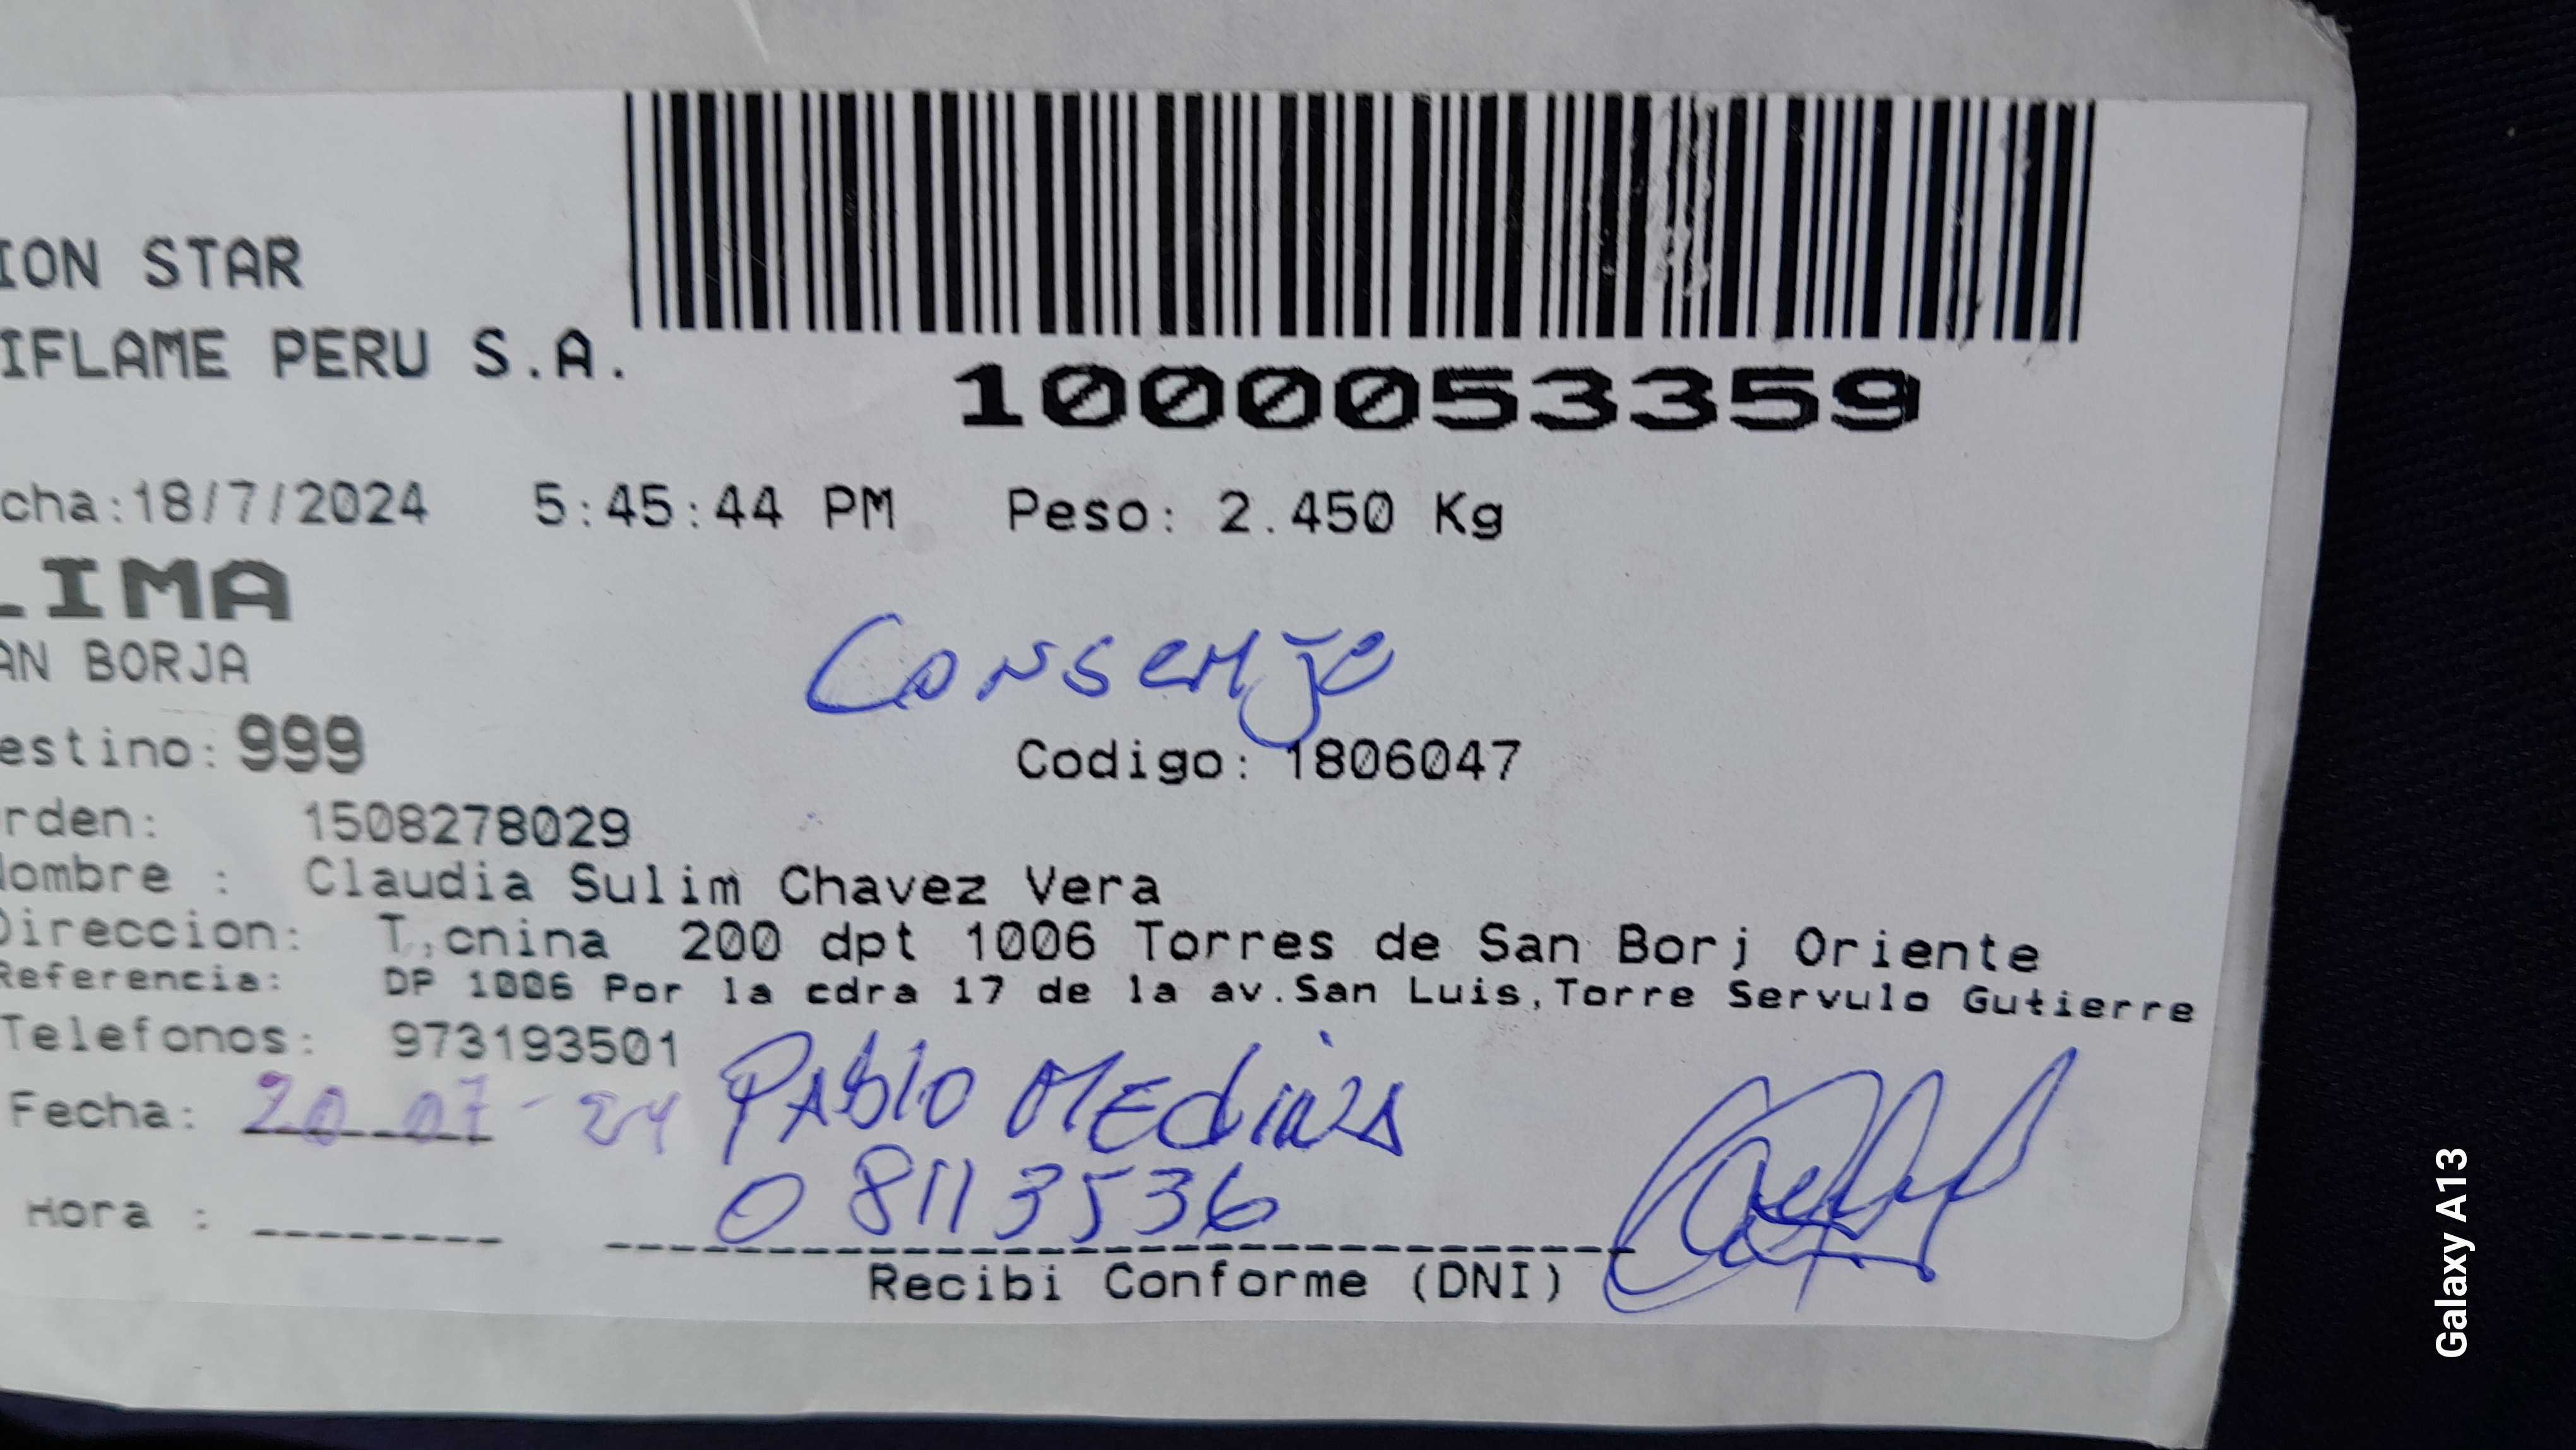 ION STAR
IFLAME PERU S.A.
1000053359
cha:18/7/2024 5:45:44 PM Peso: 2.450 Kg
LIMA
AN BORJA
Conserje
estino: 999
Codigo: 1806047
rden: 1508278029
Nombre : Claudia Sulim Chavez Vera
Direccion: T,cnina 200 dpt 1006 Torres de San Borj Oriente
Referencia: DP 1006 Por la cdra 17 de la av.San Luis,Torre Servulo Gutierre
Telefonos: 973193501
Fecha: 20-07-24 PABLO MEdiNA
Hora : 08113536
Recibi Conforme (DNI)
Galaxy A13